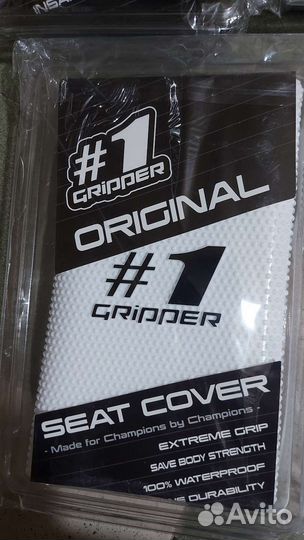 #1
GRIPPER
ORIGINAL
#1
GRIPPER
SEAT COVER
- Made for Champions by Champions -
EXTREME GRIP
SAVE BODY STRENGTH
100% WATERPROOF
DURABILITY
Avito